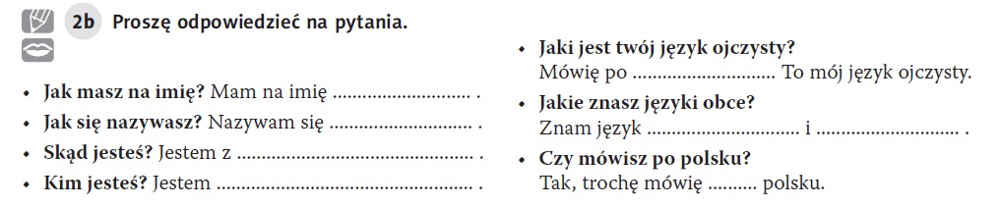 2b Proszę odpowiedzieć na pytania.
• Jak masz na imię? Mam na imię ............................ .
• Jak się nazywasz? Nazywam się ............................. .
• Skąd jesteś? Jestem z ................................................ .
• Kim jesteś? Jestem .................................................... .
• Jaki jest twój język ojczysty?
Mówię po ............................. To mój język ojczysty.
• Jakie znasz języki obce?
Znam język ............................... i ............................. .
• Czy mówisz po polsku?
Tak, trochę mówię .......... polsku.